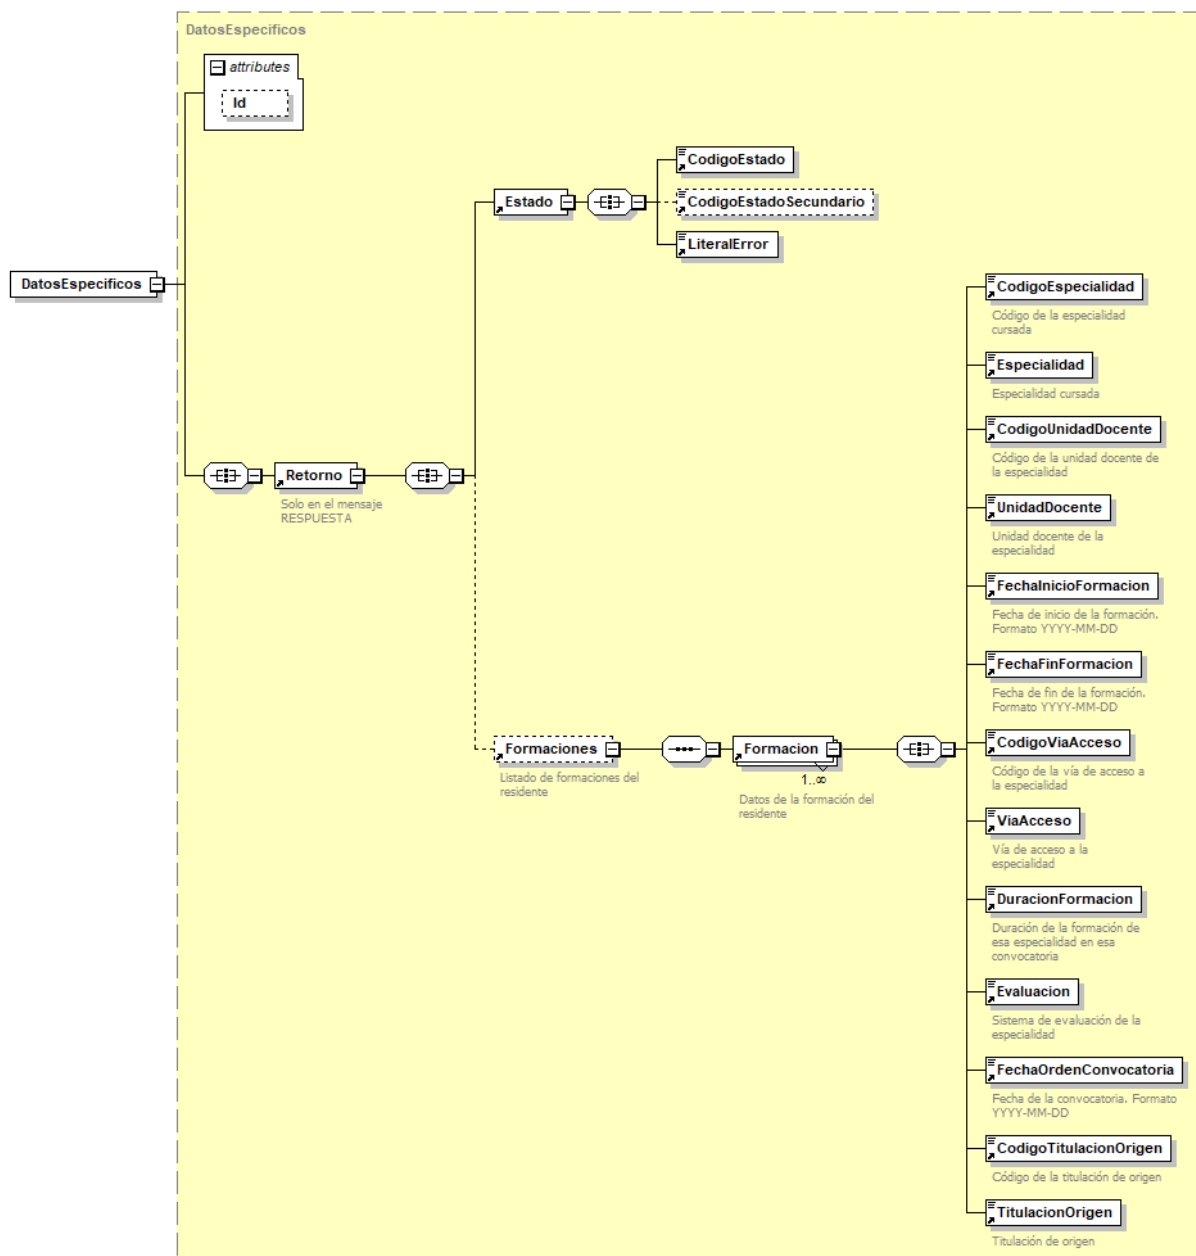 DatosEspecificos
attributes
Id
CodigoEstado
Estado
CodigoEstadoSecundario
LiteralError
DatosEspecificos
CodigoEspecialidad
Código de la especialidad
cursada
Especialidad
Especialidad cursada
CodigoUnidadDocente
Código de la unidad docente de
la especialidad
Retorno
Solo en el mensaje
RESPUESTA
UnidadDocente
Unidad docente de la
especialidad
FechaInicioFormacion
Fecha de inicio de la formación.
Formato YYYY-MM-DD
FechaFinFormacion
Fecha de fin de la formación.
Formato YYYY-MM-DD
Formaciones
Listado de formaciones del
residente
Formacion
1..∞
Datos de la formación del
residente
CodigoViaAcceso
Código de la vía de acceso a
la especialidad
ViaAcceso
Vía de acceso a la
especialidad
DuracionFormacion
Duración de la formación de
esa especialidad en esa
convocatoria
Evaluacion
Sistema de evaluación de la
especialidad
FechaOrdenConvocatoria
Fecha de la convocatoria. Formato
YYYY-MM-DD
CodigoTitulacionOrigen
Código de la titulación de origen
TitulacionOrigen
Titulación de origen